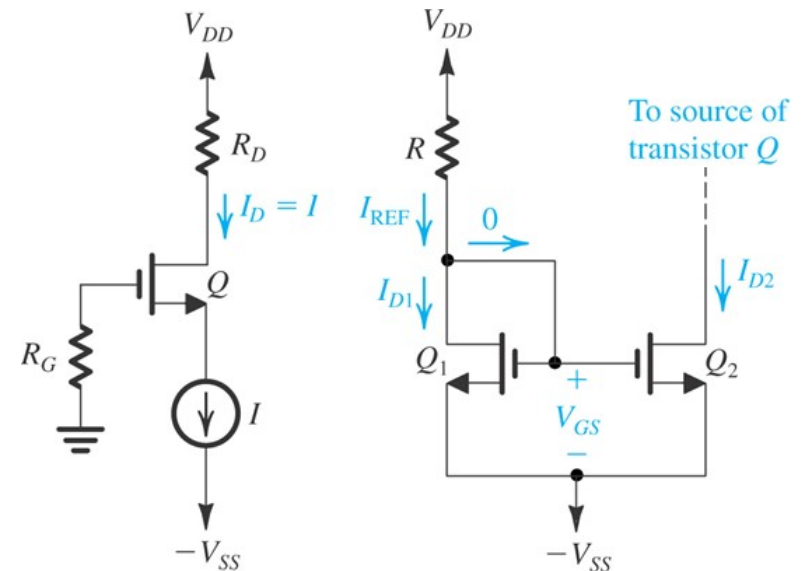 V_DD
R_D
I_D = I
Q
R_G
I
−V_SS
V_DD
To source of
transistor Q
R
I_REF
0
I_D1
I_D2
Q_1
Q_2
+
V_GS
−
−V_SS